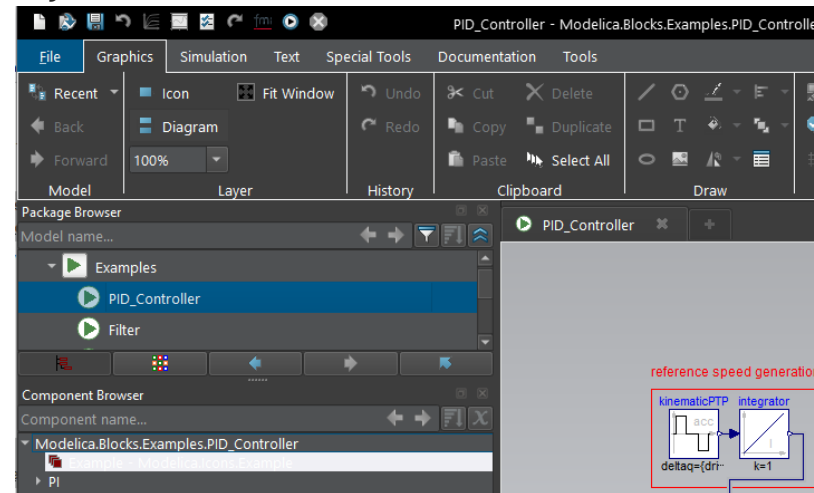 PID_Controller - Modelica.Blocks.Examples.PID_Controlle
File Graphics Simulation Text Special Tools Documentation Tools
Recent Icon Fit Window Undo Cut Delete
Back Diagram Redo Copy Duplicate
Forward 100% Paste Select All
Model Layer History Clipboard Draw
Package Browser
Model name...
PID_Controller
Examples
PID_Controller
Filter
Component Browser
Component name...
Modelica.Blocks.Examples.PID_Controller
Example - Modelica.Icons.Example
PI
reference speed generation
kinematicPTP integrator
acc
I
deltaq={dri··
k=1